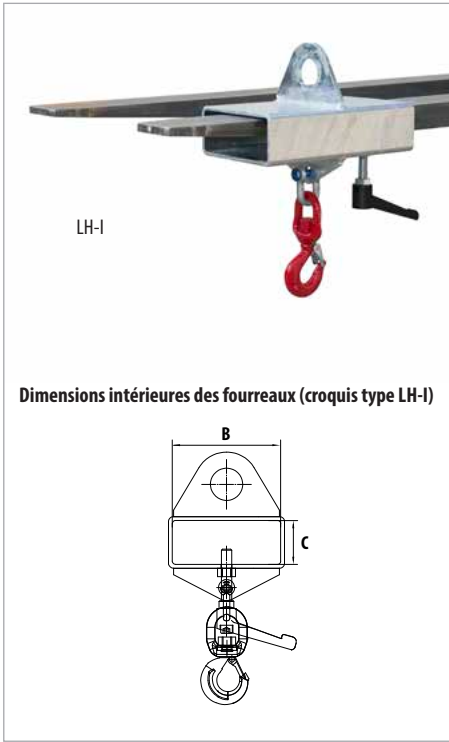 LH-I
Dimensions intérieures des fourreaux (croquis type LH-I)
B
C